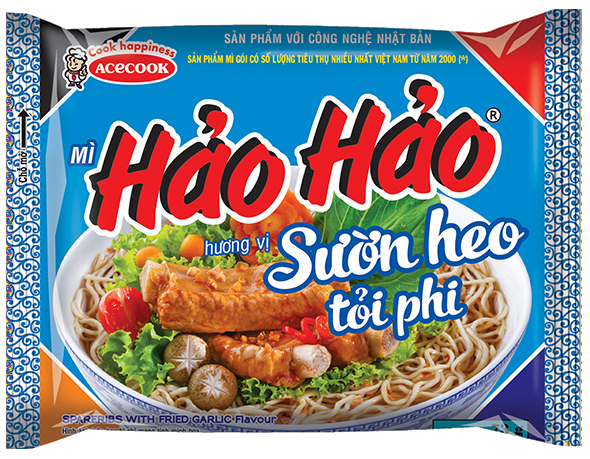 Cook happiness
ACECOOK
®
SẢN PHẨM VỚI CÔNG NGHỆ NHẬT BẢN
SẢN PHẨM MÌ GÓI CÓ SỐ LƯỢNG TIÊU THỤ NHIỀU NHẤT VIỆT NAM TỪ NĂM 2000 (*)
Chỗ mở
MÌ
Hảo Hảo
®
hương vị
Sườn heo
tỏi phi
SPARERIBS WITH FRIED GARLIC Flavour